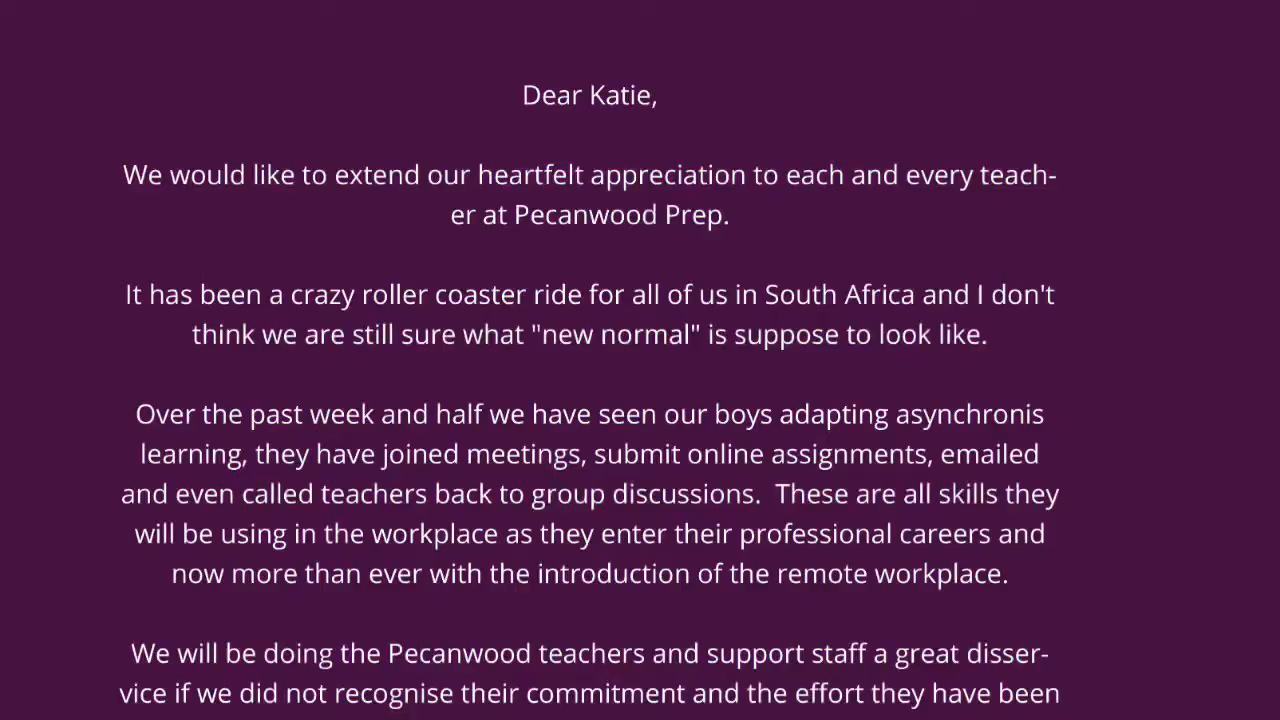 Dear Katie,
We would like to extend our heartfelt appreciation to each and every teach-
er at Pecanwood Prep.
It has been a crazy roller coaster ride for all of us in South Africa and I don't
think we are still sure what "new normal" is suppose to look like.
Over the past week and half we have seen our boys adapting asynchronis
learning, they have joined meetings, submit online assignments, emailed
and even called teachers back to group discussions.  These are all skills they
will be using in the workplace as they enter their professional careers and
now more than ever with the introduction of the remote workplace.
We will be doing the Pecanwood teachers and support staff a great disser-
vice if we did not recognise their commitment and the effort they have been